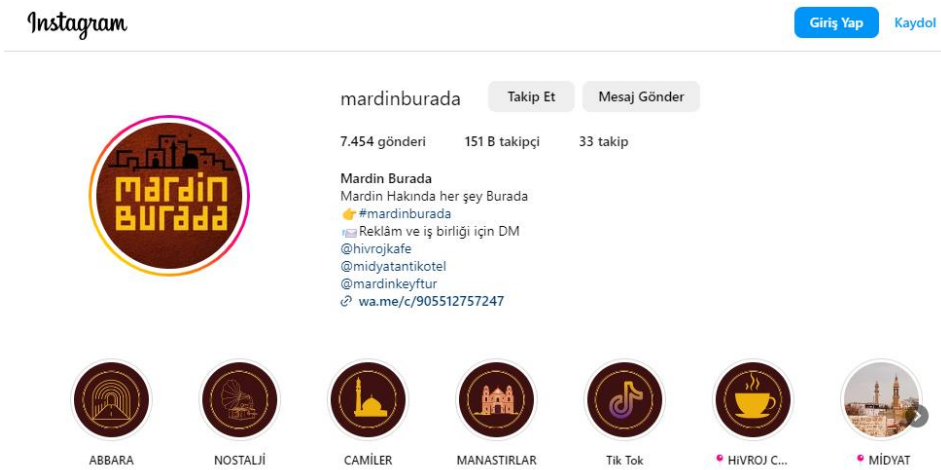 Instagram
Giriş Yap
Kaydol
mardinburada
Takip Et
Mesaj Gönder
7.454 gönderi
151 B takipçi
33 takip
mardin
burada
Mardin Burada
Mardin Hakında her şey Burada
👉#mardinburada
📨Reklâm ve iş birliği için DM
@hivrojkafe
@midyatantikotel
@mardinkeyftur
wa.me/c/905512757247
ABBARA
NOSTALJİ
CAMİLER
MANASTIRLAR
Tik Tok
HiVROJ C...
MİDYAT